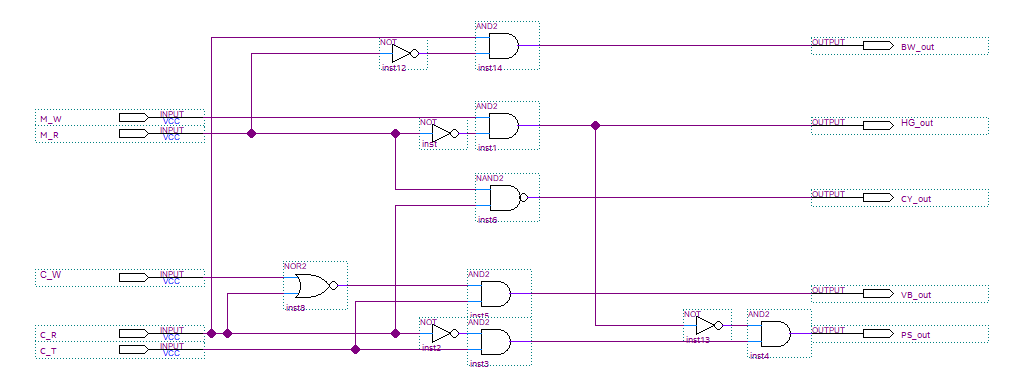 AND2
NOT
OUTPUT
BW_out
inst12
inst14
AND2
M_W
INPUT
VCC
NOT
OUTPUT
HG_out
M_R
INPUT
VCC
inst
inst1
NAND2
OUTPUT
CY_out
inst6
NOR2
C_W
INPUT
VCC
AND2
OUTPUT
VB_out
inst8
inst5
NOT
AND2
NOT
AND2
C_R
INPUT
VCC
OUTPUT
PS_out
inst2
inst13
C_T
INPUT
VCC
inst3
inst4